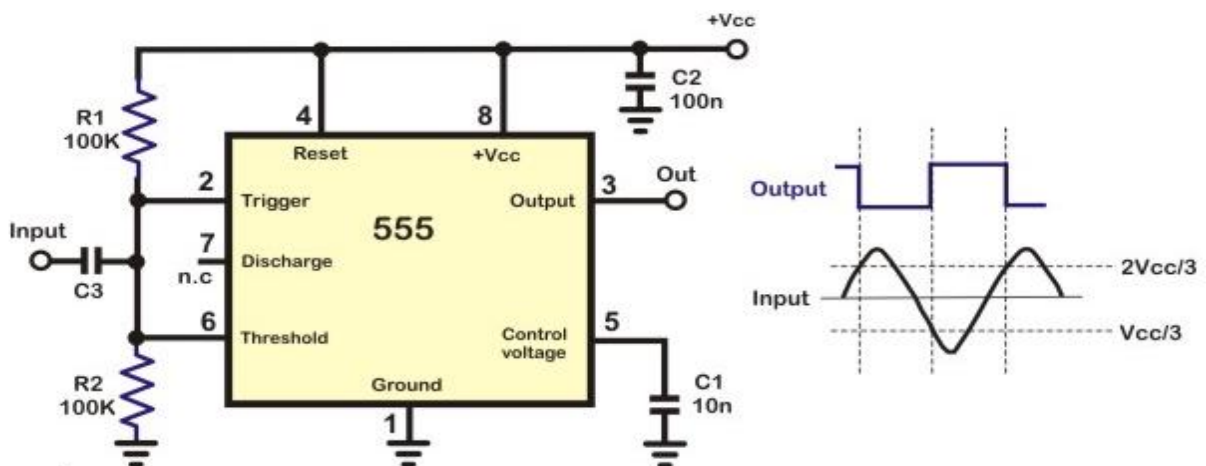 +Vcc
C2
100n
R1
100K
4
8
Reset
+Vcc
2
Trigger
Output
3
Out
555
Input
C3
7
n.c
Discharge
6
Threshold
Control
voltage
5
R2
100K
Ground
1
C1
10n
Output
Input
2Vcc/3
Vcc/3